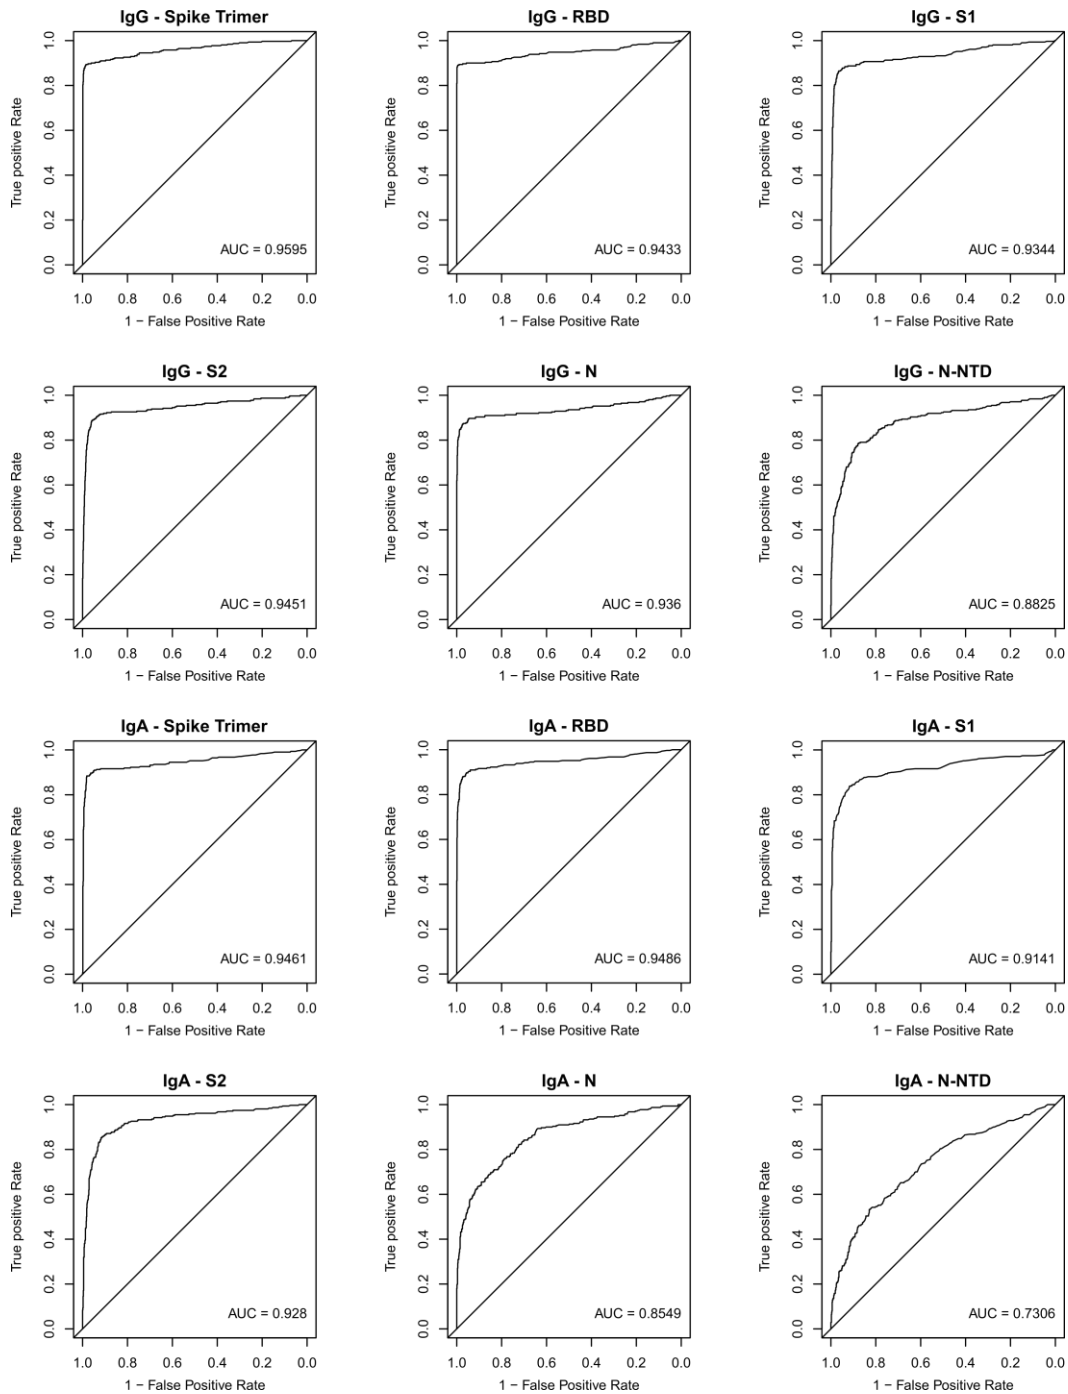 IgG - Spike Trimer
True positive Rate
1.0
0.8
0.6
0.4
0.2
0.0
AUC = 0.9595
1.0 0.8 0.6 0.4 0.2 0.0
1 − False Positive Rate
IgG - RBD
True positive Rate
1.0
0.8
0.6
0.4
0.2
0.0
AUC = 0.9433
1.0 0.8 0.6 0.4 0.2 0.0
1 − False Positive Rate
IgG - S1
True positive Rate
1.0
0.8
0.6
0.4
0.2
0.0
AUC = 0.9344
1.0 0.8 0.6 0.4 0.2 0.0
1 − False Positive Rate
IgG - S2
True positive Rate
1.0
0.8
0.6
0.4
0.2
0.0
AUC = 0.9451
1.0 0.8 0.6 0.4 0.2 0.0
1 − False Positive Rate
IgG - N
True positive Rate
1.0
0.8
0.6
0.4
0.2
0.0
AUC = 0.936
1.0 0.8 0.6 0.4 0.2 0.0
1 − False Positive Rate
IgG - N-NTD
True positive Rate
1.0
0.8
0.6
0.4
0.2
0.0
AUC = 0.8825
1.0 0.8 0.6 0.4 0.2 0.0
1 − False Positive Rate
IgA - Spike Trimer
True positive Rate
1.0
0.8
0.6
0.4
0.2
0.0
AUC = 0.9461
1.0 0.8 0.6 0.4 0.2 0.0
1 − False Positive Rate
IgA - RBD
True positive Rate
1.0
0.8
0.6
0.4
0.2
0.0
AUC = 0.9486
1.0 0.8 0.6 0.4 0.2 0.0
1 − False Positive Rate
IgA - S1
True positive Rate
1.0
0.8
0.6
0.4
0.2
0.0
AUC = 0.9141
1.0 0.8 0.6 0.4 0.2 0.0
1 − False Positive Rate
IgA - S2
True positive Rate
1.0
0.8
0.6
0.4
0.2
0.0
AUC = 0.928
1.0 0.8 0.6 0.4 0.2 0.0
1 − False Positive Rate
IgA - N
True positive Rate
1.0
0.8
0.6
0.4
0.2
0.0
AUC = 0.8549
1.0 0.8 0.6 0.4 0.2 0.0
1 − False Positive Rate
IgA - N-NTD
True positive Rate
1.0
0.8
0.6
0.4
0.2
0.0
AUC = 0.7306
1.0 0.8 0.6 0.4 0.2 0.0
1 − False Positive Rate